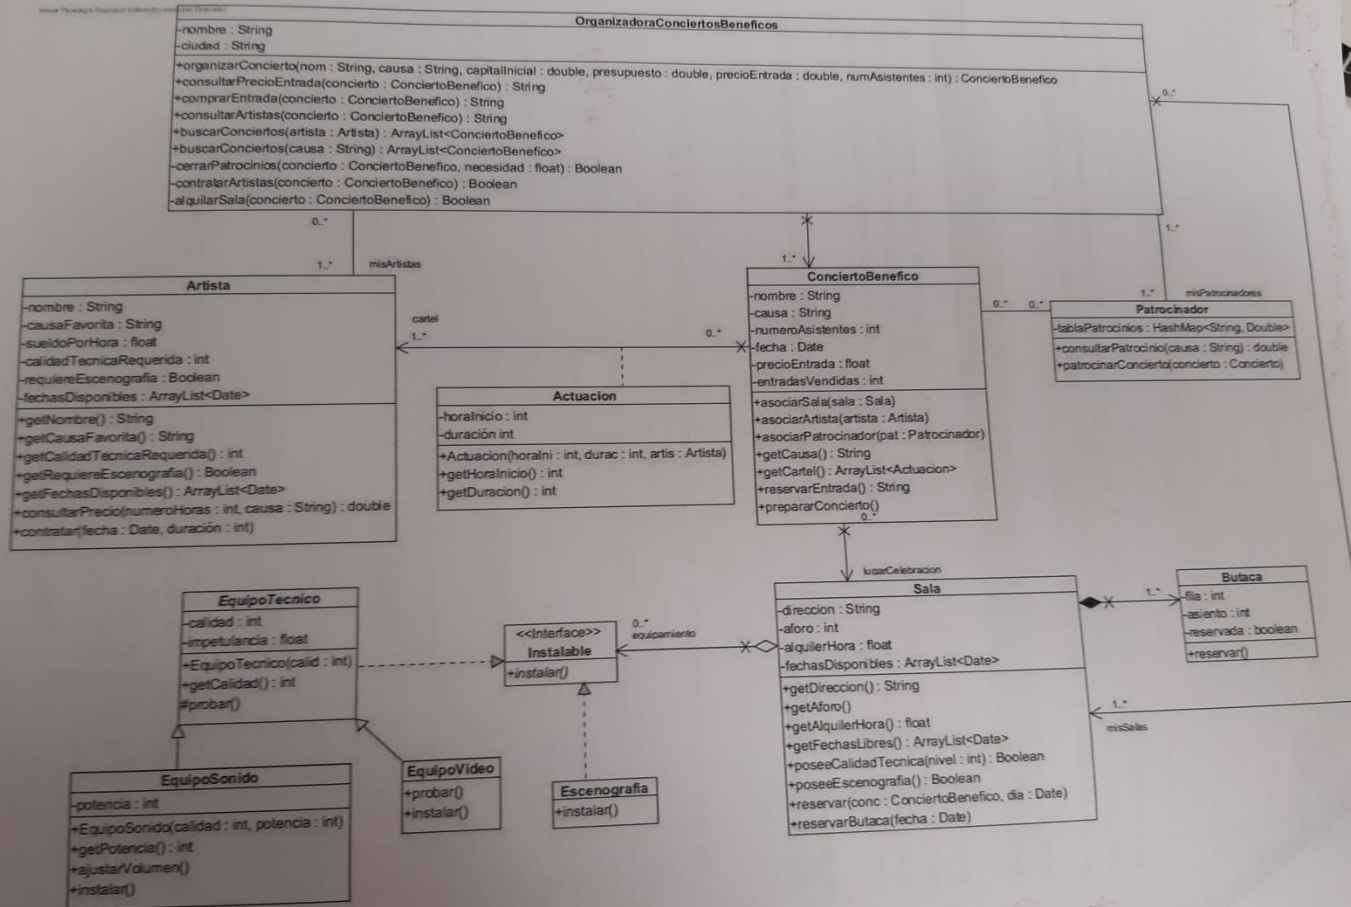 OrganizadoraConciertosBeneficos
-nombre : String
-ciudad : String
+organizarConcierto(nom : String, causa : String, capitalInicial : double, presupuesto : double, precioEntrada : double, numAsistentes : int) : ConciertoBenefico
+consultarPrecioEntrada(concierto : ConciertoBenefico) : String
+comprarEntrada(concierto : ConciertoBenefico) : String
+consultarArtistas(concierto : ConciertoBenefico) : String
+buscarConciertos(artista : Artista) : ArrayList<ConciertoBenefico>
+buscarConciertos(causa : String) : ArrayList<ConciertoBenefico>
-cerrarPatrocinios(concierto : ConciertoBenefico, necesidad : float) : Boolean
-contratarArtistas(concierto : ConciertoBenefico) : Boolean
-alquilarSala(concierto : ConciertoBenefico) : Boolean
0..*
0..*
1..*
1..*
misArtistas
1..*
1..*
misPatrocinadores
Artista
-nombre : String
-causaFavorita : String
-sueldoPorHora : float
-calidadTecnicaRequerida : int
-requiereEscenografia : Boolean
-fechasDisponibles : ArrayList<Date>
+getNombre() : String
+getCausaFavorita() : String
+getCalidadTecnicaRequerida() : int
+getRequiereEscenografia() : Boolean
+getFechasDisponibles() : ArrayList<Date>
+consultarPrecio(numeroHoras : int, causa : String) : double
+contratar(fecha : Date, duración : int)
cartel
1..*
0..*
Actuacion
-horaInicio : int
-duración int
+Actuacion(horaIni : int, durac : int, artis : Artista)
+getHoraInicio() : int
+getDuracion() : int
ConciertoBenefico
-nombre : String
-causa : String
-numeroAsistentes : int
-fecha : Date
-precioEntrada : float
-entradasVendidas : int
+asociarSala(sala : Sala)
+asociarArtista(artista : Artista)
+asociarPatrocinador(pat : Patrocinador)
+getCausa() : String
+getCartel() : ArrayList<Actuacion>
+reservarEntrada() : String
+prepararConcierto()
0..*
0..*
0..*
Patrocinador
-tablaPatrocinios : HashMap<String, Double>
+consultarPatrocinio(causa : String) : double
+patrocinarConcierto(concierto : Concierto)
lugarCelebracion
EquipoTecnico
-calidad : int
-impetulancia : float
+EquipoTecnico(calid : int)
+getCalidad() : int
#probar()
<<Interface>>
Instalable
+instalar()
0..*
equipamiento
Sala
-direccion : String
-aforo : int
-alquilerHora : float
-fechasDisponibles : ArrayList<Date>
+getDireccion() : String
+getAforo()
+getAlquilerHora() : float
+getFechasLibres() : ArrayList<Date>
+poseeCalidadTecnica(nivel : int) : Boolean
+poseeEscenografia() : Boolean
+reservar(conc : ConciertoBenefico, dia : Date)
+reservarButaca(fecha : Date)
1..*
Butaca
-fila : int
-asiento : int
-reservada : boolean
+reservar()
1..*
misSalas
EquipoSonido
-potencia : int
+EquipoSonido(calidad : int, potencia : int)
+getPotencia() : int
+ajustarVolumen()
+instalar()
EquipoVideo
+probar()
+instalar()
Escenografia
+instalar()